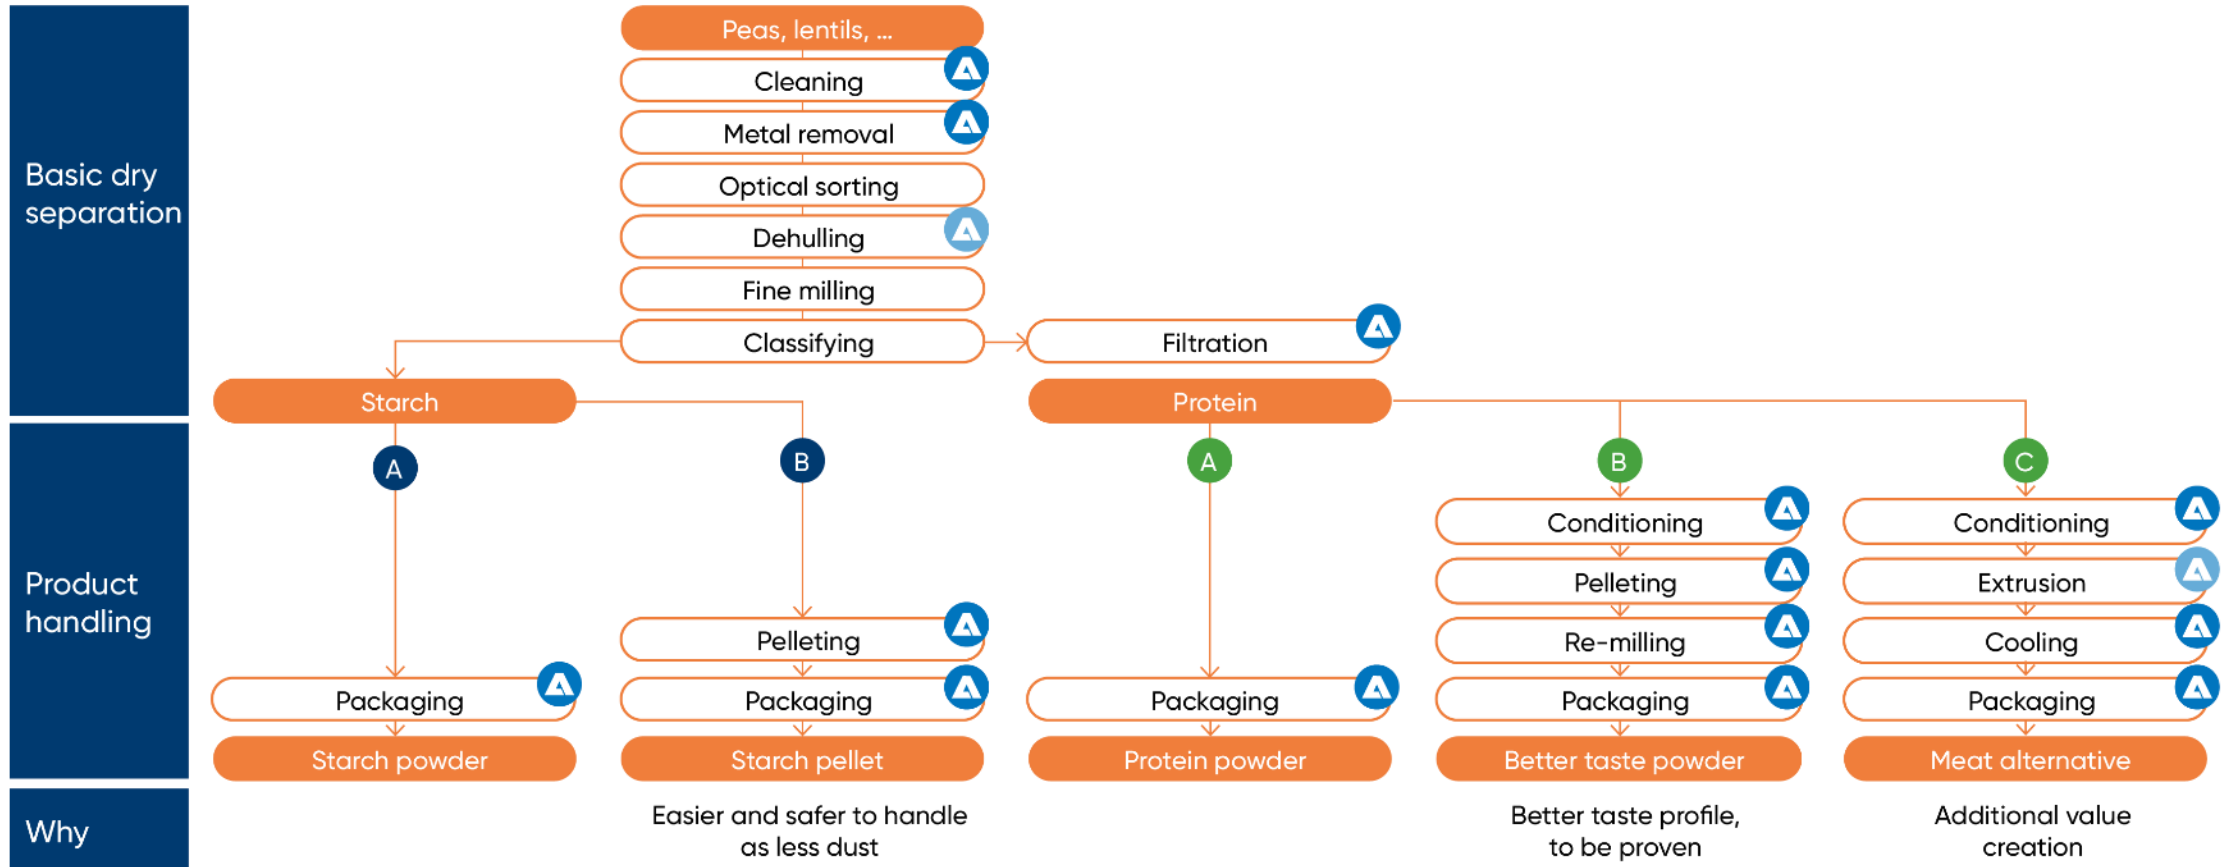 Basic dry
separation
Peas, lentils, ...
Cleaning
Metal removal
Optical sorting
Dehulling
Fine milling
Classifying
Filtration
Starch
Protein
Product
handling
A
B
A
B
C
Conditioning
Conditioning
Pelleting
Extrusion
Pelleting
Re-milling
Cooling
Packaging
Packaging
Packaging
Packaging
Packaging
Starch powder
Starch pellet
Protein powder
Better taste powder
Meat alternative
Why
Easier and safer to handle
as less dust
Better taste profile,
to be proven
Additional value
creation